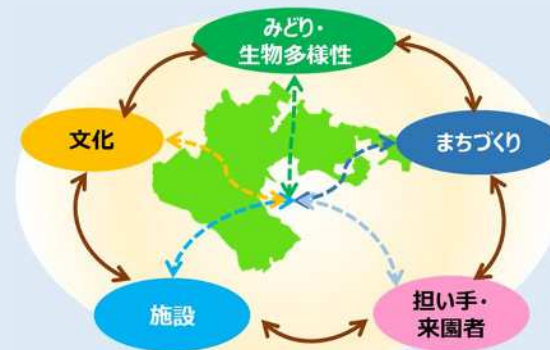 みどり・
生物多様性
文化
まちづくり
施設
担い手・
来園者